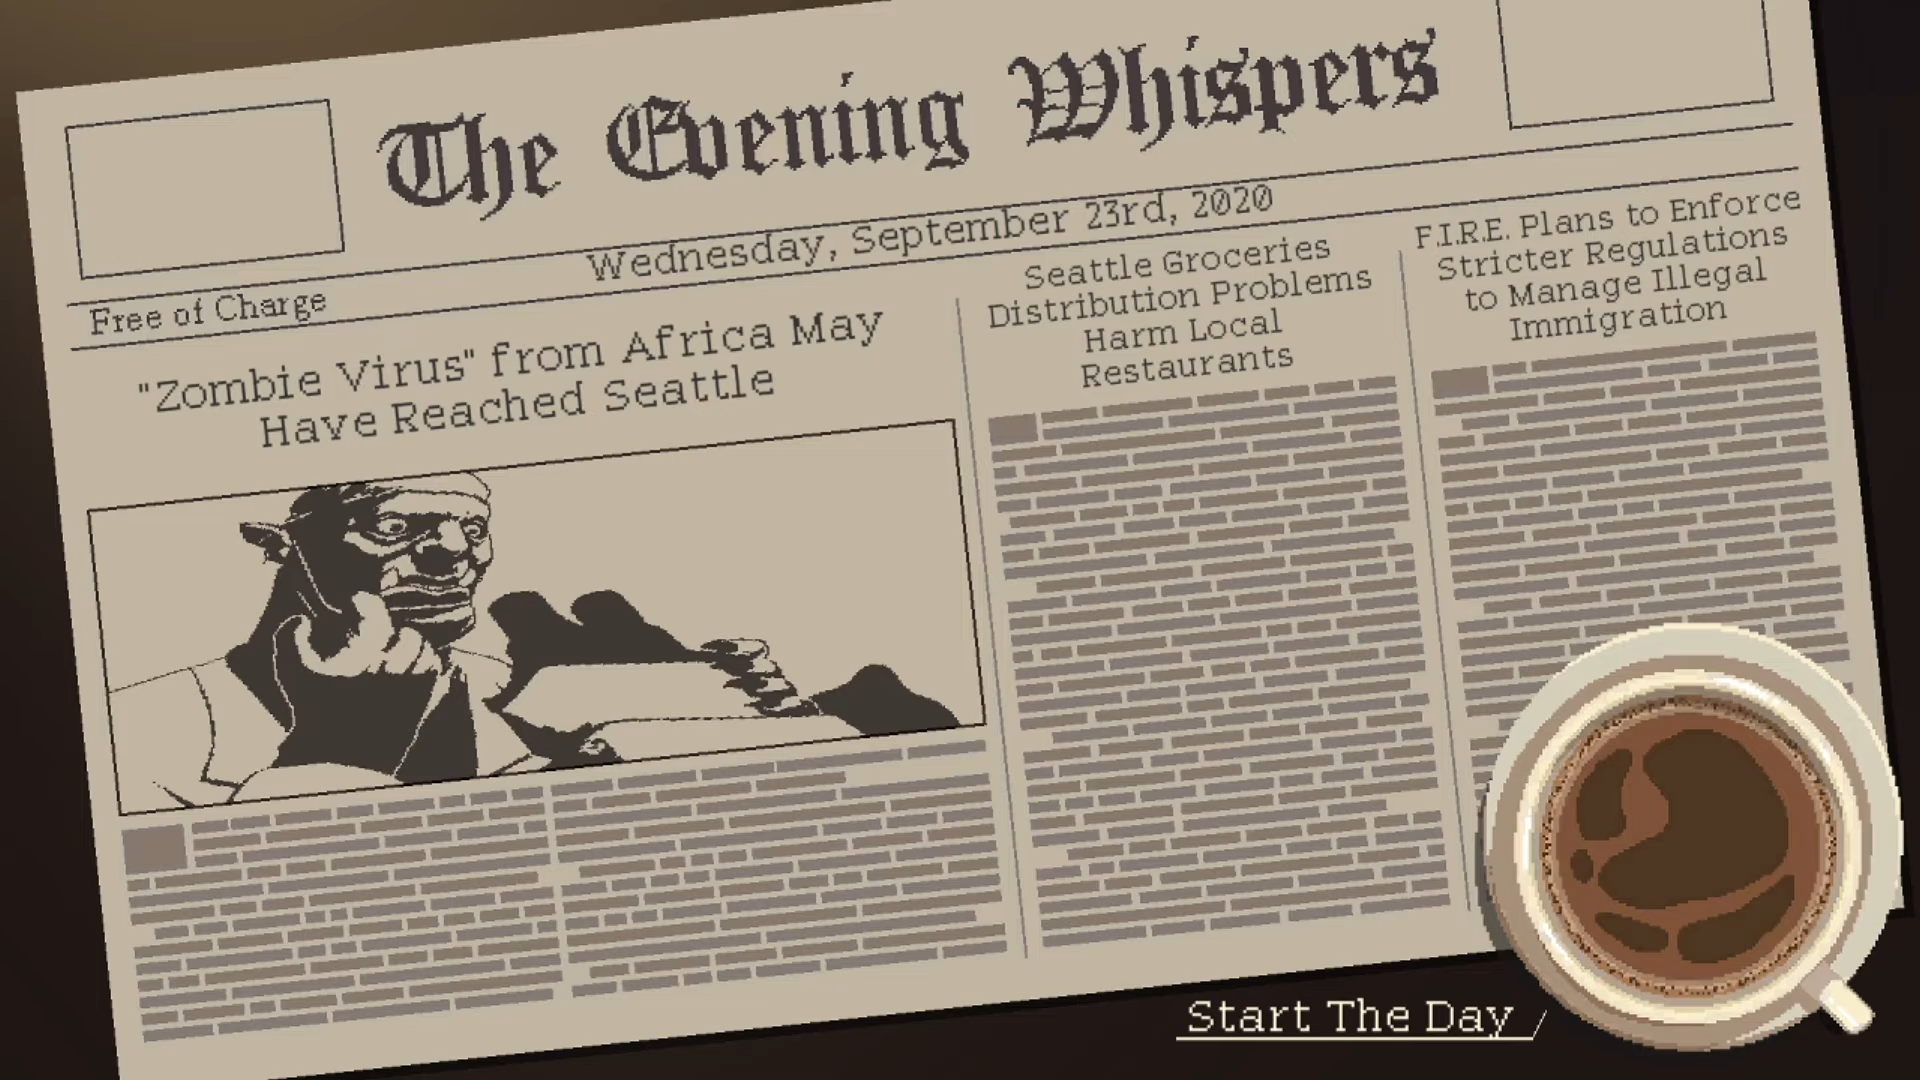 The Evening Whispers
Wednesday, September 23rd, 2020
Free of Charge
"Zombie Virus" from Africa May
Have Reached Seattle
Seattle Groceries
Distribution Problems
Harm Local
Restaurants
F.I.R.E. Plans to Enforce
Stricter Regulations
to Manage Illegal
Immigration
Start The Day